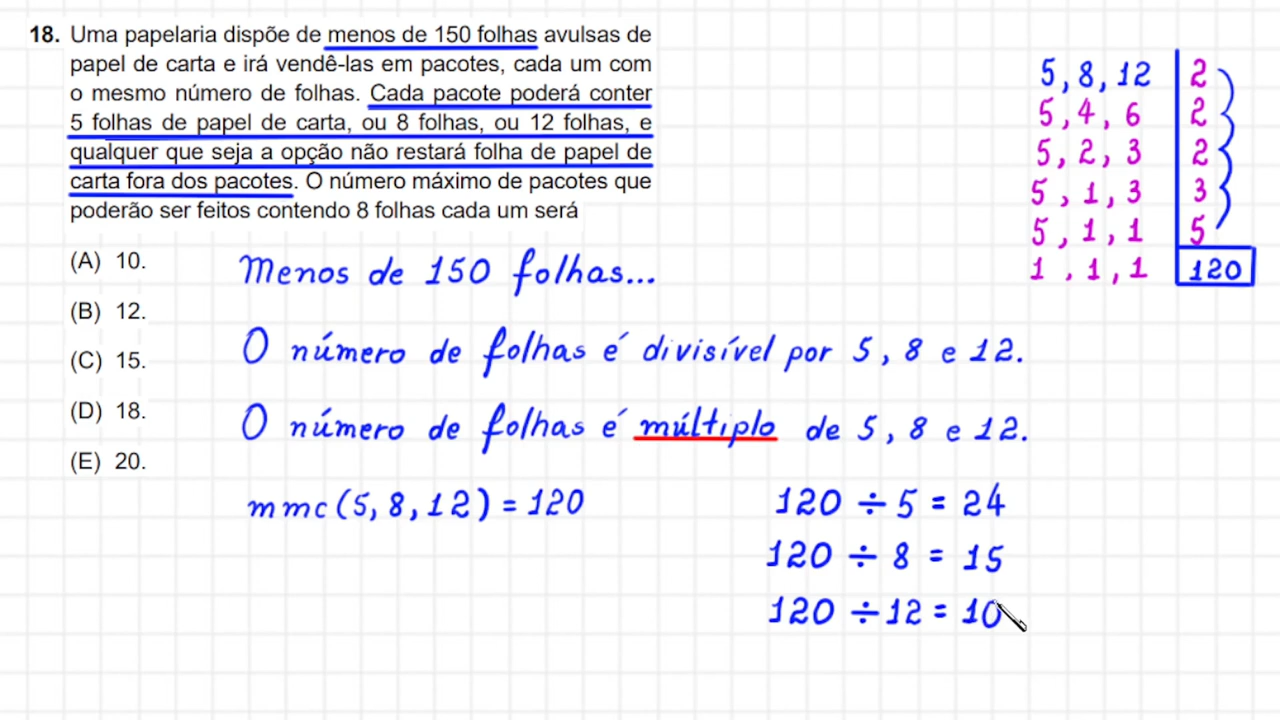 18. Uma papelaria dispõe de menos de 150 folhas avulsas de
papel de carta e irá vendê-las em pacotes, cada um com
o mesmo número de folhas. Cada pacote poderá conter
5 folhas de papel de carta, ou 8 folhas, ou 12 folhas, e
qualquer que seja a opção não restará folha de papel de
carta fora dos pacotes. O número máximo de pacotes que
poderão ser feitos contendo 8 folhas cada um será
(A) 10.
(B) 12.
(C) 15.
(D) 18.
(E) 20.
Menos de 150 folhas...
O número de folhas é divisível por 5, 8 e 12.
O número de folhas é múltiplo de 5, 8 e 12.
mmc(5, 8, 12) = 120
5, 8, 12 | 2
5, 4, 6 | 2
5, 2, 3 | 2
5, 1, 3 | 3
5, 1, 1 | 5
1, 1, 1 | 120
120 ÷ 5 = 24
120 ÷ 8 = 15
120 ÷ 12 = 10